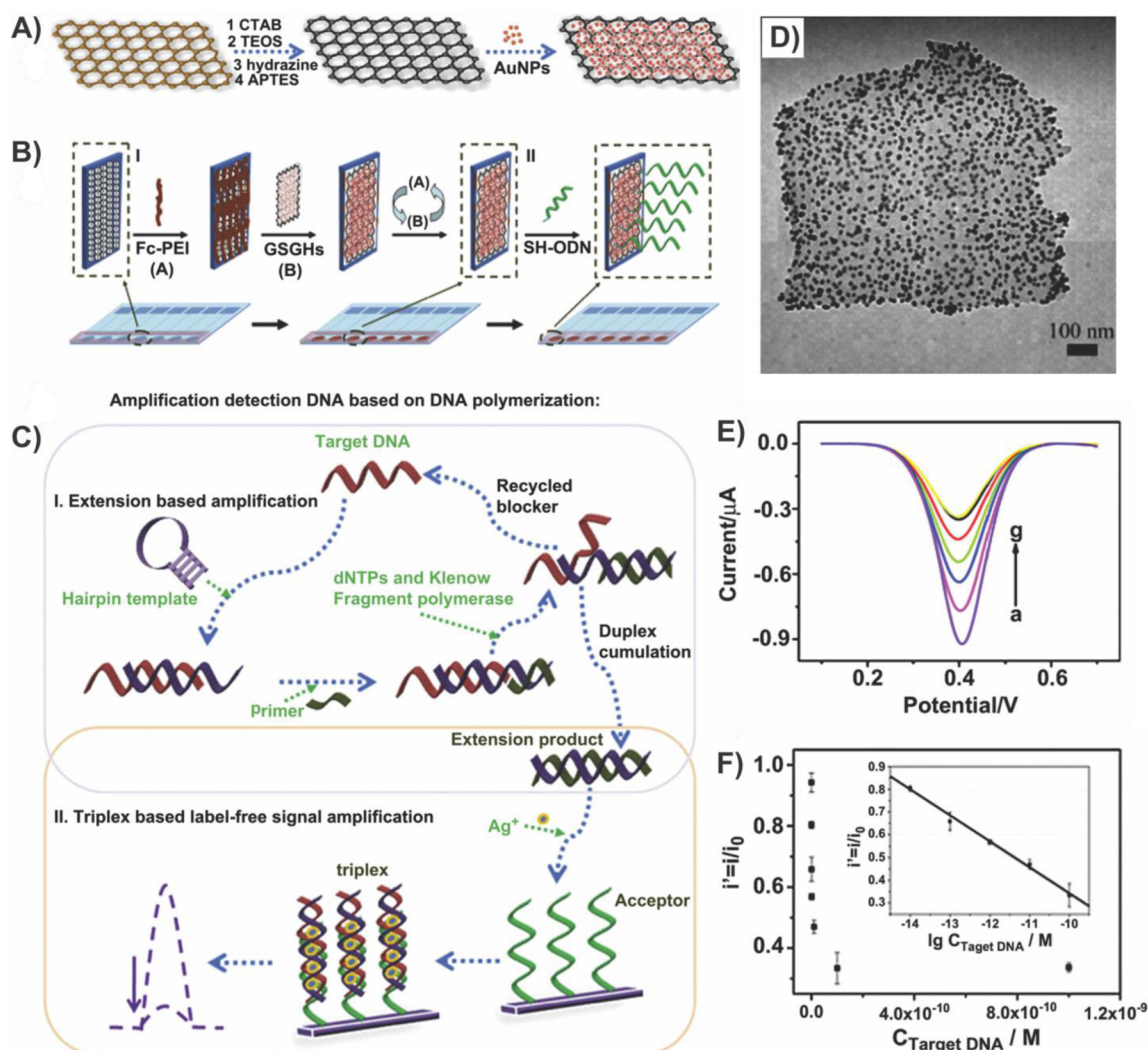 A)
1 CTAB
2 TEOS
3 hydrazine
4 APTES
AuNPs
B)
I
Fc-PEI
(A)
GSGHs
(B)
(A)
(B)
II
SH-ODN
Amplification detection DNA based on DNA polymerization:
C)
Target DNA
I. Extension based amplification
Recycled
blocker
Hairpin template
dNTPs and Klenow
Fragment polymerase
Duplex
cumulation
Primer
Extension product
II. Triplex based label-free signal amplification
Ag⁺
triplex
Acceptor
D)
100 nm
E)
0.0
-0.3
-0.6
-0.9
Current/µA
g
a
0.2 0.4 0.6
Potential/V
F)
1.0
0.8
0.6
0.4
i'=i/i₀
0.9
0.8
0.7
0.6
0.5
0.4
0.3
i'=i/i₀
-14 -13 -12 -11 -10
lg C_Taget DNA / M
0.0 4.0x10⁻¹⁰ 8.0x10⁻¹⁰ 1.2x10⁻⁹
C_Target DNA / M